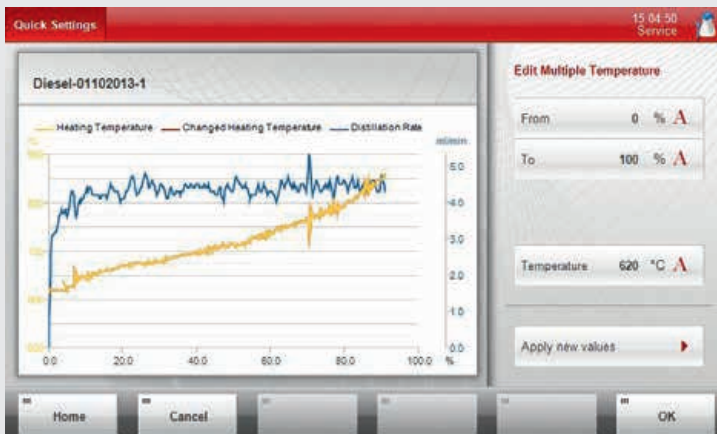 Quick Settings
15 04 50
Service
Diesel-01102013-1
Heating Temperature
Changed Heating Temperature
Distillation Rate
%
ml/min
5.0
4.0
3.0
2.0
1.0
0.0
0.0 20.0 40.0 60.0 80.0 100.0 %
Edit Multiple Temperature
From 0 % A
To 100 % A
Temperature 620 °C A
Apply new values
Home
Cancel
OK